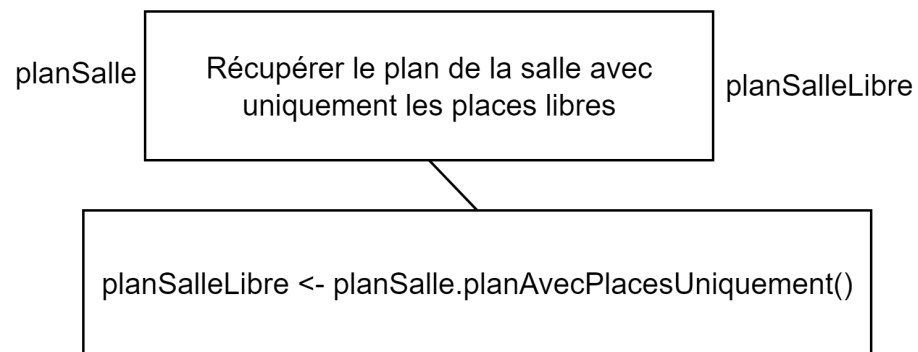 planSalle
Récupérer le plan de la salle avec
uniquement les places libres
planSalleLibre
planSalleLibre <- planSalle.planAvecPlacesUniquement()